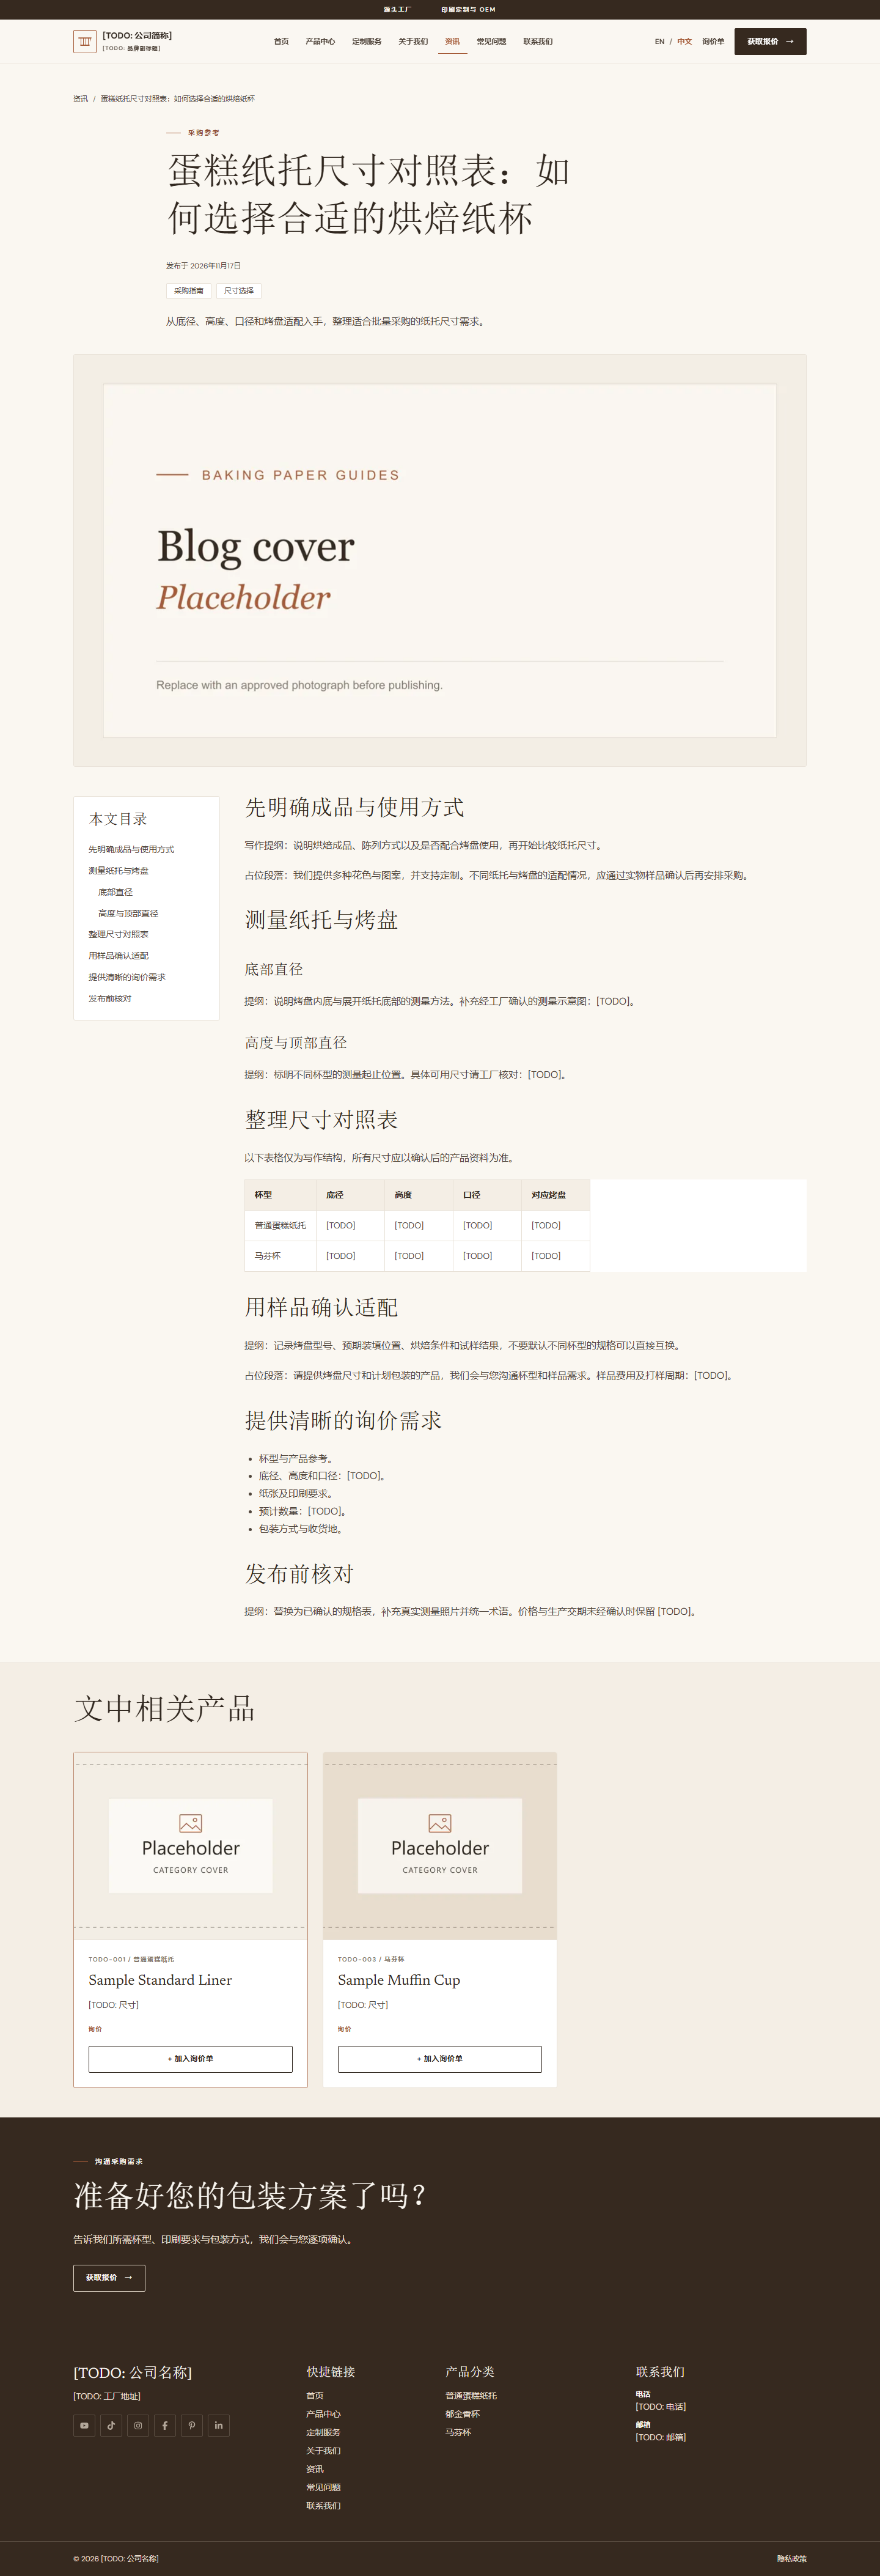 源头工厂 印刷定制与 OEM
[TODO: 公司简称]
[TODO: 品牌副标题]
首页 产品中心 定制服务 关于我们 资讯 常见问题 联系我们
EN / 中文 询价单 获取报价 →
资讯 / 蛋糕纸托尺寸对照表：如何选择合适的烘焙纸杯
采购参考
蛋糕纸托尺寸对照表：如
何选择合适的烘焙纸杯
发布于 2026年11月17日
采购指南 尺寸选择
从底径、高度、口径和烤盘适配入手，整理适合批量采购的纸托尺寸需求。
BAKING PAPER GUIDES
Blog cover
Placeholder
Replace with an approved photograph before publishing.
本文目录
先明确成品与使用方式
测量纸托与烤盘
底部直径
高度与顶部直径
整理尺寸对照表
用样品确认适配
提供清晰的询价需求
发布前核对
先明确成品与使用方式
写作提纲：说明烘焙成品、陈列方式以及是否配合烤盘使用，再开始比较纸托尺寸。
占位段落：我们提供多种花色与图案，并支持定制。不同纸托与烤盘的适配情况，应通过实物样品确认后再安排采购。
测量纸托与烤盘
底部直径
提纲：说明烤盘内底与展开纸托底部的测量方法。补充经工厂确认的测量示意图：[TODO]。
高度与顶部直径
提纲：标明不同杯型的测量起止位置。具体可用尺寸请工厂核对：[TODO]。
整理尺寸对照表
以下表格仅为写作结构，所有尺寸应以确认后的产品资料为准。
杯型 底径 高度 口径 对应烤盘
普通蛋糕纸托 [TODO] [TODO] [TODO] [TODO]
马芬杯 [TODO] [TODO] [TODO] [TODO]
用样品确认适配
提纲：记录烤盘型号、预期装填位置、烘焙条件和试样结果，不要默认不同杯型的规格可以直接互换。
占位段落：请提供烤盘尺寸和计划包装的产品，我们会与您沟通杯型和样品需求。样品费用及打样周期：[TODO]。
提供清晰的询价需求
• 杯型与产品参考。
• 底径、高度和口径：[TODO]。
• 纸张及印刷要求。
• 预计数量：[TODO]。
• 包装方式与收货地。
发布前核对
提纲：替换为已确认的规格表，补充真实测量照片并统一术语。价格与生产交期未经确认时保留 [TODO]。
文中相关产品
Placeholder
CATEGORY COVER
TODO-001 / 普通蛋糕纸托
Sample Standard Liner
[TODO: 尺寸]
询价
+ 加入询价单
Placeholder
CATEGORY COVER
TODO-003 / 马芬杯
Sample Muffin Cup
[TODO: 尺寸]
询价
+ 加入询价单
沟通采购需求
准备好您的包装方案了吗？
告诉我们所需杯型、印刷要求与包装方式，我们会与您逐项确认。
获取报价 →
[TODO: 公司名称]
[TODO: 工厂地址]
快捷链接
首页
产品中心
定制服务
关于我们
资讯
常见问题
联系我们
产品分类
普通蛋糕纸托
郁金香杯
马芬杯
联系我们
电话
[TODO: 电话]
邮箱
[TODO: 邮箱]
© 2026 [TODO: 公司名称]
隐私政策